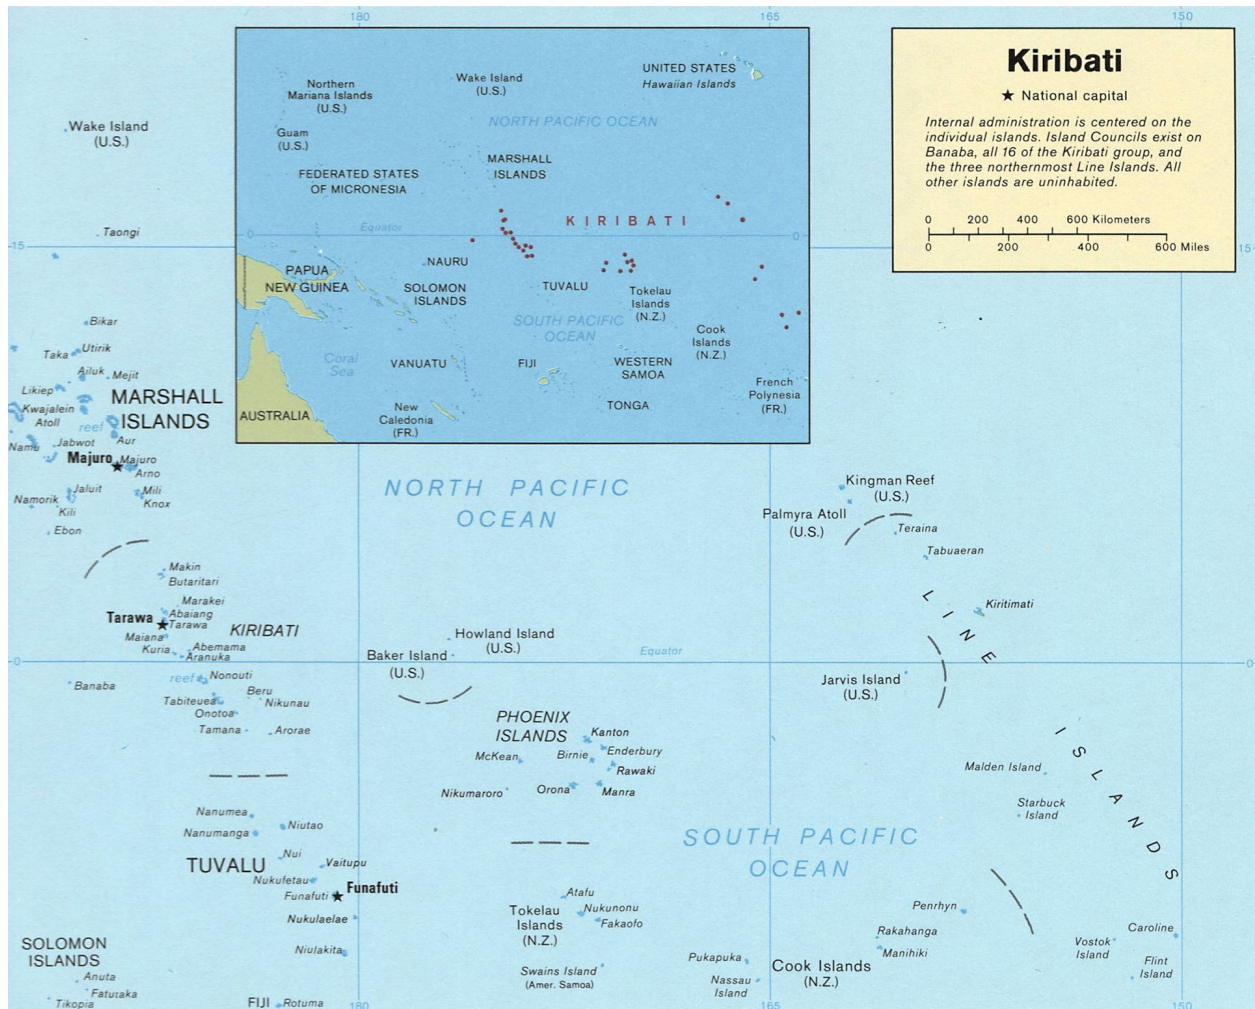 180
165
150
Kiribati
★ National capital
Internal administration is centered on the
individual islands. Island Councils exist on
Banaba, all 16 of the Kiribati group, and
the three northernmost Line Islands. All
other islands are uninhabited.
0 200 400 600 Kilometers
0 200 400 600 Miles
UNITED STATES
Hawaiian Islands
Wake Island
(U.S.)
Northern
Mariana Islands
(U.S.)
NORTH PACIFIC OCEAN
Guam
(U.S.)
MARSHALL
ISLANDS
FEDERATED STATES
OF MICRONESIA
KIRIBATI
Equator
0
0
NAURU
PAPUA
NEW GUINEA
SOLOMON
ISLANDS
TUVALU
Tokelau
Islands
(N.Z.)
SOUTH PACIFIC
OCEAN
Cook
Islands
(N.Z.)
Coral
Sea
VANUATU
FIJI
WESTERN
SAMOA
French
Polynesia
(FR.)
TONGA
New
Caledonia
(FR.)
AUSTRALIA
Wake Island
(U.S.)
Taongi
15
15
Bikar
Utirik
Taka
Ailuk
Mejit
Likiep
MARSHALL
ISLANDS
Kwajalein
Atoll
reef
Aur
Namu
Jabwot
Majuro
Majuro
Arno
Jaluit
Mili
Namorik
Knox
Kili
Ebon
NORTH PACIFIC
OCEAN
Kingman Reef
(U.S.)
Palmyra Atoll
(U.S.)
Teraina
Tabuaeran
Kiritimati
LINE
ISLANDS
Makin
Butaritari
Marakei
Abaiang
Tarawa
Tarawa
Maiana
KIRIBATI
Kuria
Abemama
Aranuka
Howland Island
(U.S.)
Baker Island
(U.S.)
Equator
0
0
Jarvis Island
(U.S.)
reef
Nonouti
Banaba
Beru
Tabiteuea
Nikunau
Onotoa
Tamana
Arorae
PHOENIX
ISLANDS
Kanton
McKean
Birnie
Enderbury
Rawaki
Nikumaroro
Orona
Manra
Malden Island
Starbuck
Island
SOUTH PACIFIC
OCEAN
Nanumea
Niutao
Nanumanga
Nui
TUVALU
Vaitupu
Nukufetau
Funafuti
Funafuti
Nukulaelae
Niulakita
Atafu
Nukunonu
Fakaofo
Tokelau
Islands
(N.Z.)
Swains Island
(Amer. Samoa)
Penrhyn
Rakahanga
Manihiki
Pukapuka
Cook Islands
(N.Z.)
Nassau
Island
Caroline
Vostok
Island
Flint
Island
SOLOMON
ISLANDS
Anuta
Fatutaka
Tikopia
FIJI
Rotuma
180
165
150